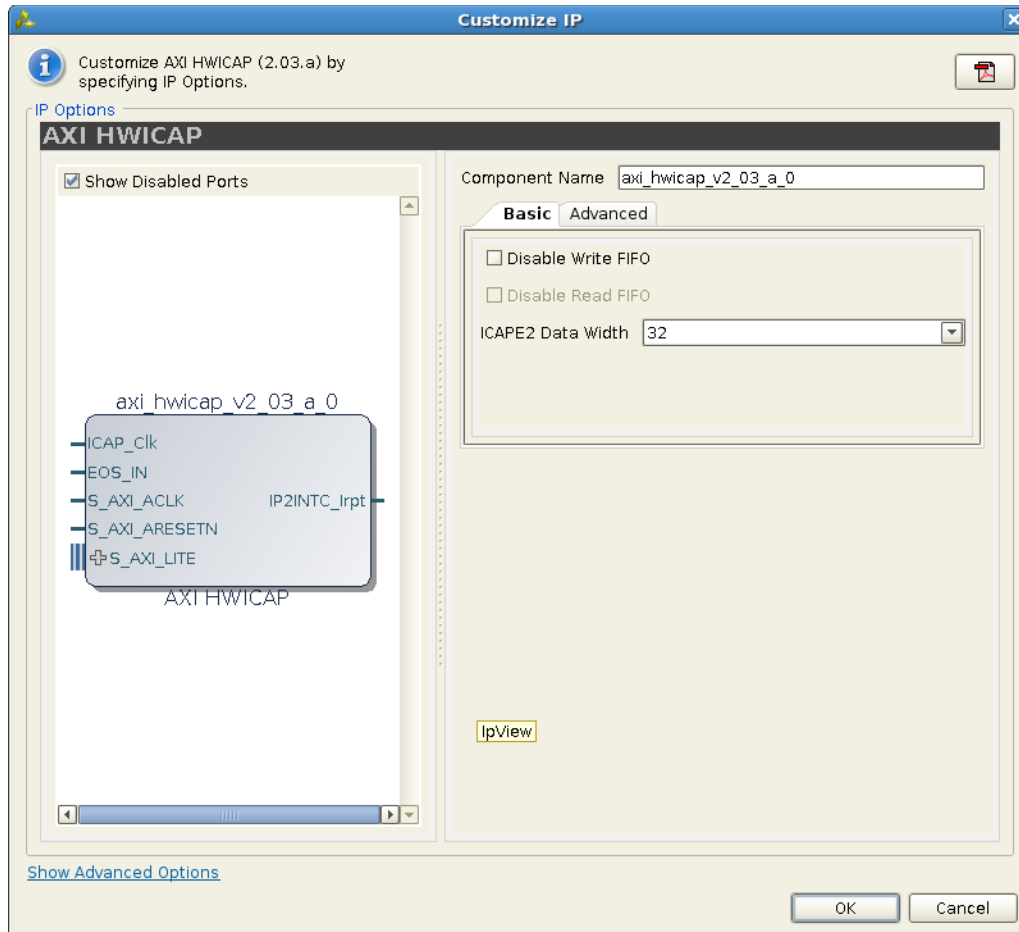 Customize IP
Customize AXI HWICAP (2.03.a) by
specifying IP Options.
IP Options
AXI HWICAP
Show Disabled Ports
axi_hwicap_v2_03_a_0
ICAP_Clk
EOS_IN
S_AXI_ACLK
IP2INTC_Irpt
S_AXI_ARESETN
S_AXI_LITE
AXI HWICAP
Component Name axi_hwicap_v2_03_a_0
Basic Advanced
Disable Write FIFO
Disable Read FIFO
ICAPE2 Data Width 32
IpView
Show Advanced Options
OK Cancel